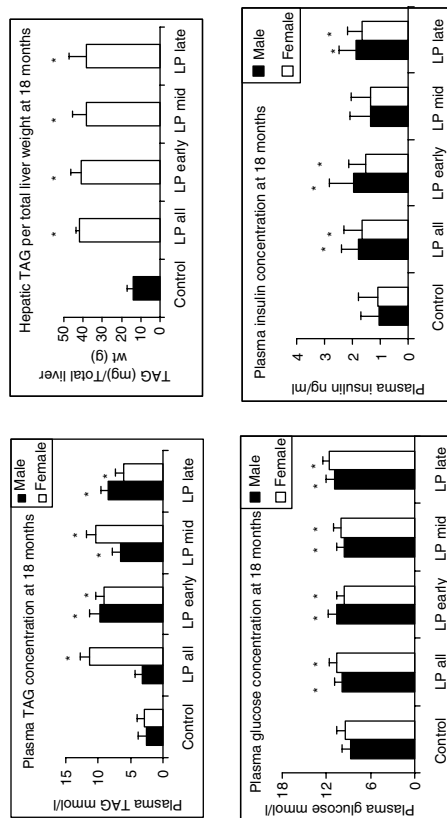 Plasma TAG concentration at 18 months
Male
Female
Plasma TAG mmol/l
15
10
5
0
* * * * * * *
Control LP all LP early LP mid LP late
Hepatic TAG per total liver weight at 18 months
TAG (mg)/Total liver
wt (g)
50
40
30
20
10
0
* * * *
Control LP all LP early LP mid LP late
Plasma glucose concentration at 18 months
Male
Female
Plasma glucose mmol/l
18
12
6
0
* * * * * * * *
Control LP all LP early LP mid LP late
Plasma insulin concentration at 18 months
Male
Female
Plasma insulin ng/ml
4
3
2
1
0
* * * * * *
Control LP all LP early LP mid LP late